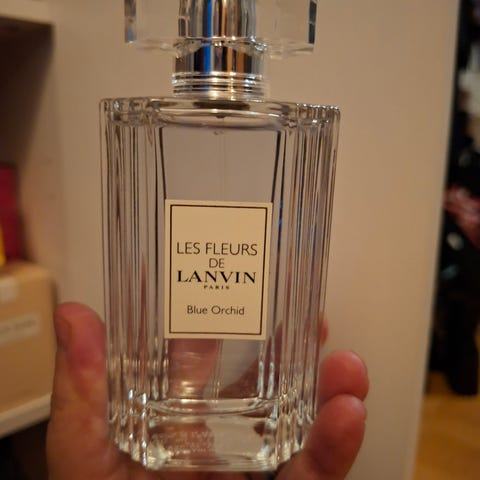 LES FLEURS
DE
LANVIN
PARIS
Blue Orchid